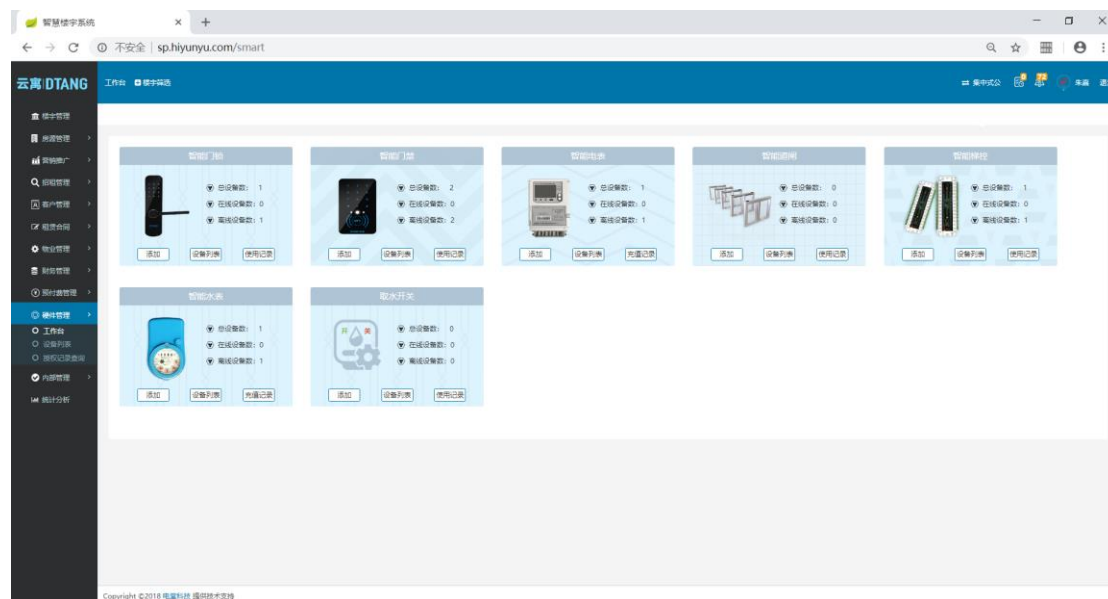 智慧楼宇系统
不安全 | sp.hiyunyu.com/smart
云寓|DTANG
工作台
楼宇筛选
集中式公
0
72
朱磊
退
楼宇管理
房源管理
营销推广
招租管理
客户管理
租赁合同
物业管理
财务管理
预付费管理
硬件管理
工作台
设备列表
授权记录查询
内部管理
统计分析
智能门锁
总设备数: 1
在线设备数: 0
离线设备数: 1
添加
设备列表
使用记录
智能门禁
总设备数: 2
在线设备数: 0
离线设备数: 2
添加
设备列表
使用记录
智能电表
总设备数: 1
在线设备数: 0
离线设备数: 1
添加
设备列表
充值记录
智能道闸
总设备数: 0
在线设备数: 0
离线设备数: 0
添加
设备列表
使用记录
智能梯控
总设备数: 1
在线设备数: 0
离线设备数: 1
添加
设备列表
使用记录
智能水表
总设备数: 1
在线设备数: 0
离线设备数: 1
添加
设备列表
充值记录
取水开关
开 关
总设备数: 0
在线设备数: 0
离线设备数: 0
添加
设备列表
使用记录
Copyright ©2018 电堂科技 提供技术支持